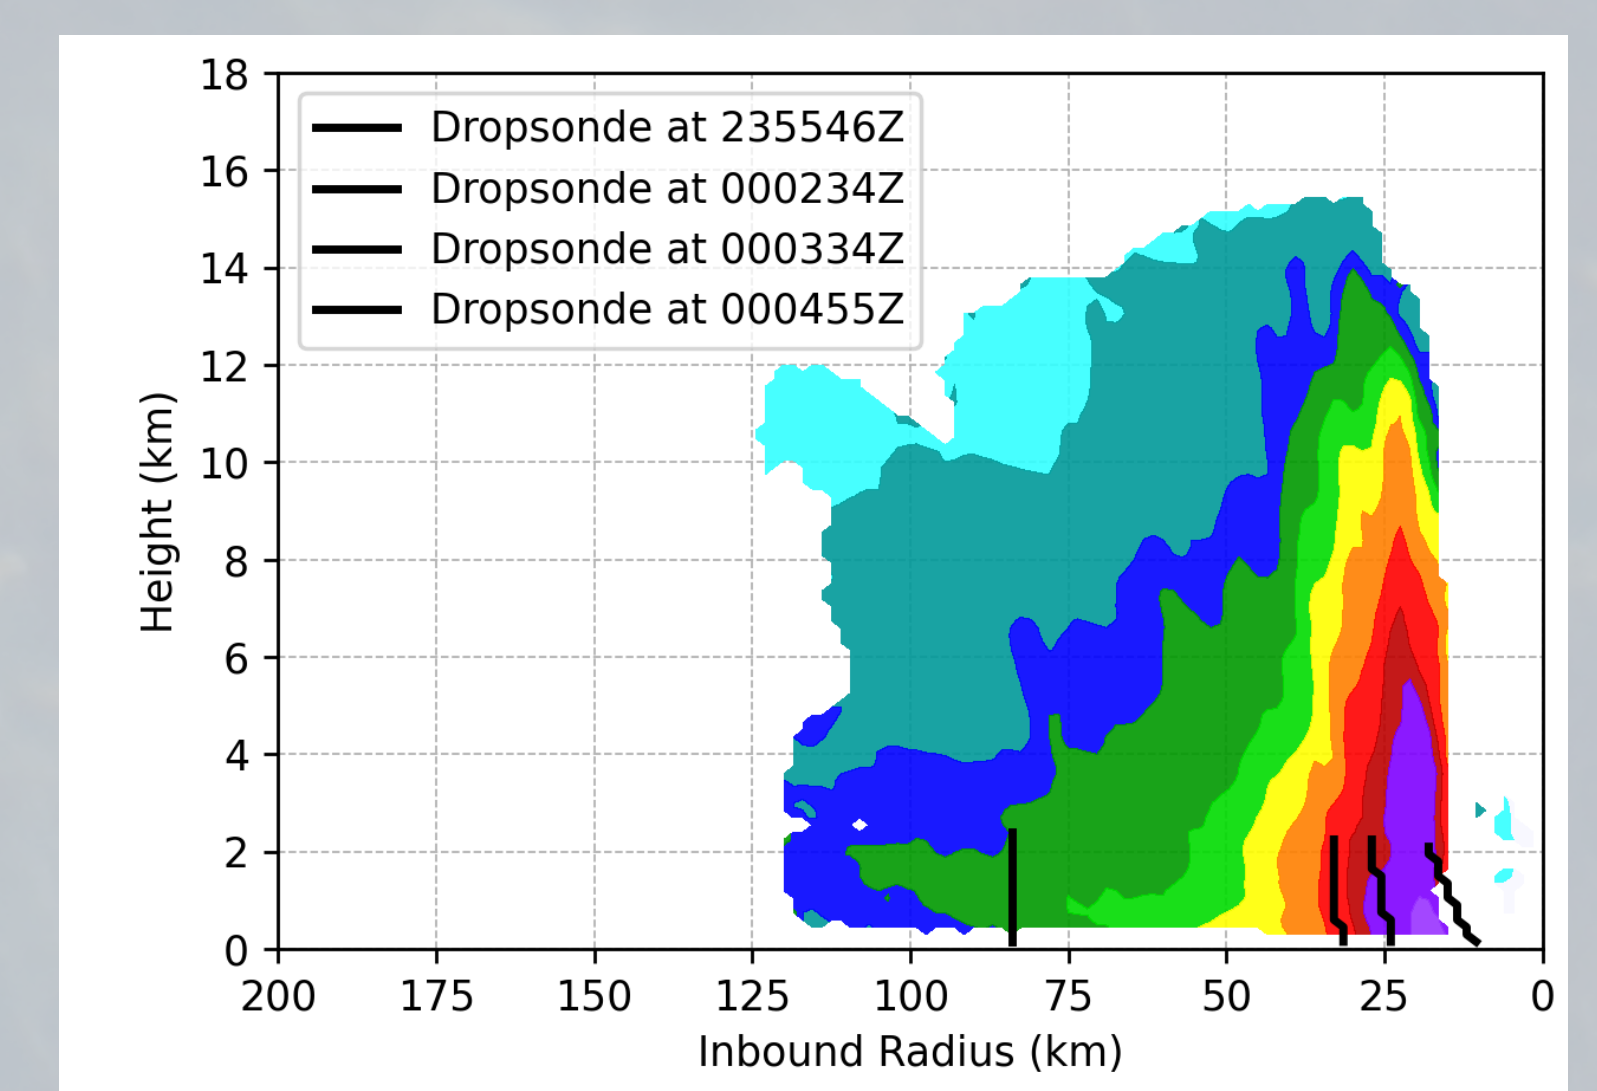 18
16
14
12
10
8
6
4
2
0
Height (km)
Dropsonde at 235546Z
Dropsonde at 000234Z
Dropsonde at 000334Z
Dropsonde at 000455Z
200 175 150 125 100 75 50 25 0
Inbound Radius (km)